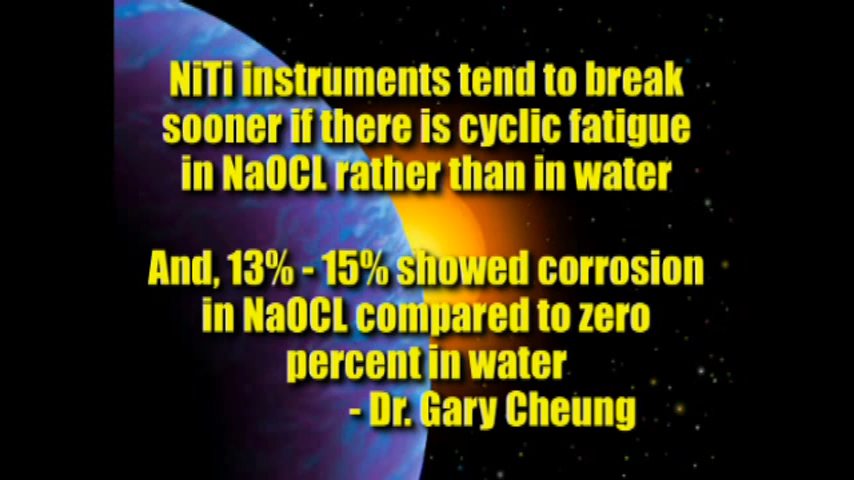 NiTi instruments tend to break
sooner if there is cyclic fatigue
in NaOCL rather than in water
And, 13% - 15% showed corrosion
in NaOCL compared to zero
percent in water
- Dr. Gary Cheung